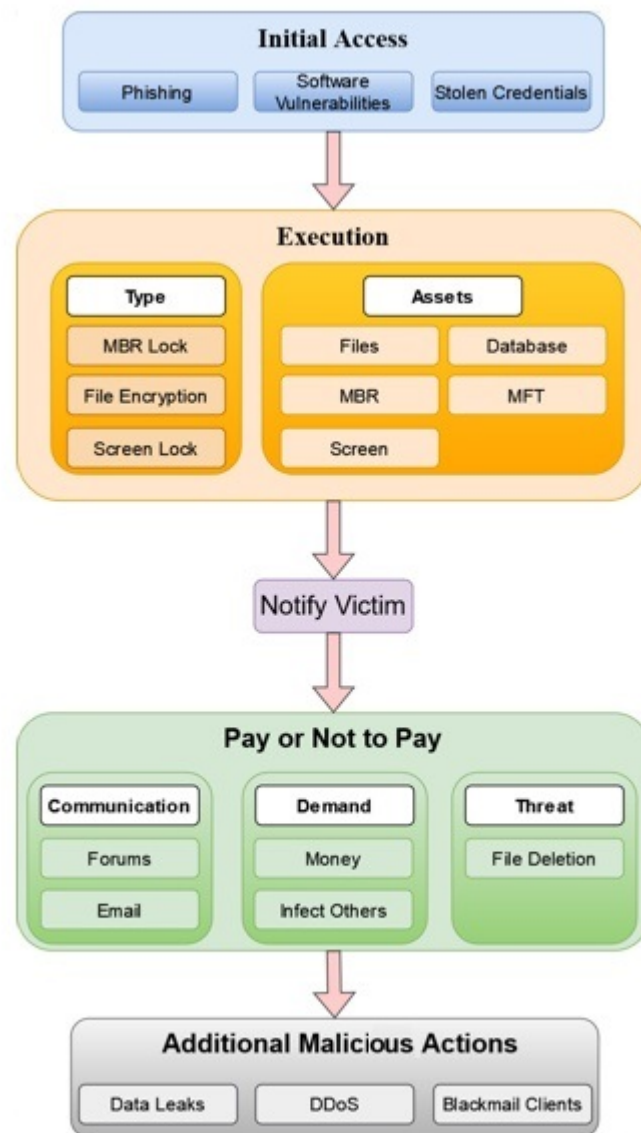 Initial Access
Phishing
Software
Vulnerabilities
Stolen Credentials
Execution
Type
MBR Lock
File Encryption
Screen Lock
Assets
Files
Database
MBR
MFT
Screen
Notify Victim
Pay or Not to Pay
Communication
Forums
Email
Demand
Money
Infect Others
Threat
File Deletion
Additional Malicious Actions
Data Leaks
DDoS
Blackmail Clients